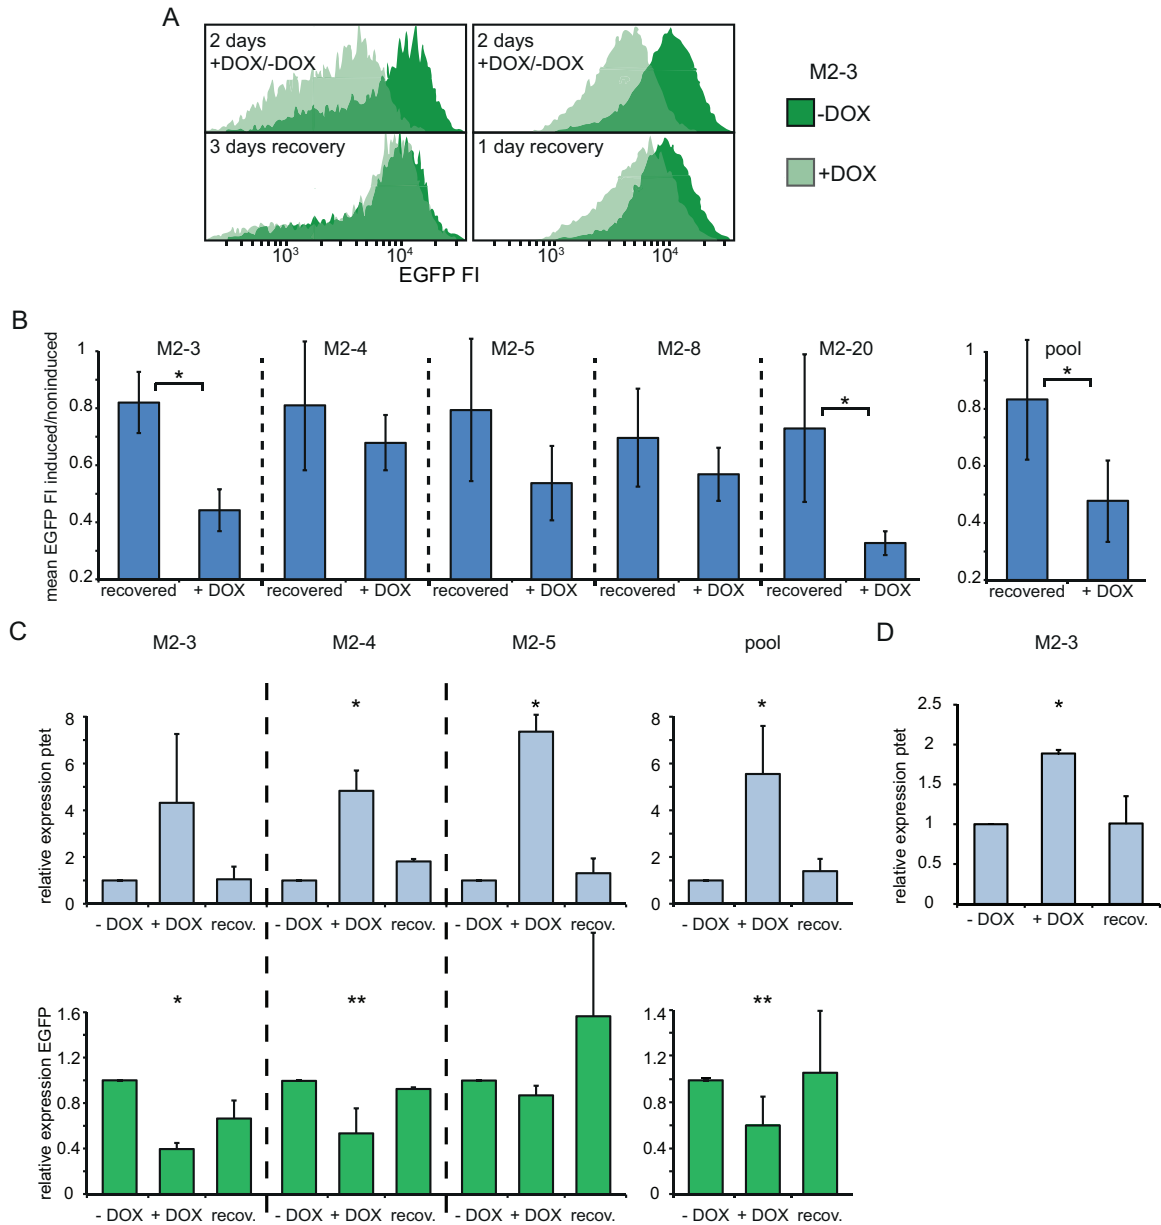 A
2 days
+DOX/-DOX
2 days
+DOX/-DOX
3 days recovery
1 day recovery
10³ 10⁴ 10³ 10⁴
EGFP FI
M2-3
-DOX
+DOX
B
mean EGFP FI induced/noninduced
1
0.8
0.6
0.4
0.2
M2-3 M2-4 M2-5 M2-8 M2-20
* *
recovered + DOX recovered + DOX recovered + DOX recovered + DOX recovered + DOX
pool
1
0.8
0.6
0.4
0.2
*
recovered + DOX
C
M2-3 M2-4 M2-5 pool
relative expression ptet
8
6
4
2
0
* *
- DOX + DOX recov. - DOX + DOX recov. - DOX + DOX recov.
8
6
4
2
0
*
- DOX + DOX recov.
D
M2-3
relative expression ptet
2.5
2
1.5
1
0.5
0
*
- DOX + DOX recov.
relative expression EGFP
1.6
1.2
0.8
0.4
0
* **
- DOX + DOX recov. - DOX + DOX recov. - DOX + DOX recov.
1.4
1.2
0.8
0.4
0
**
- DOX + DOX recov.